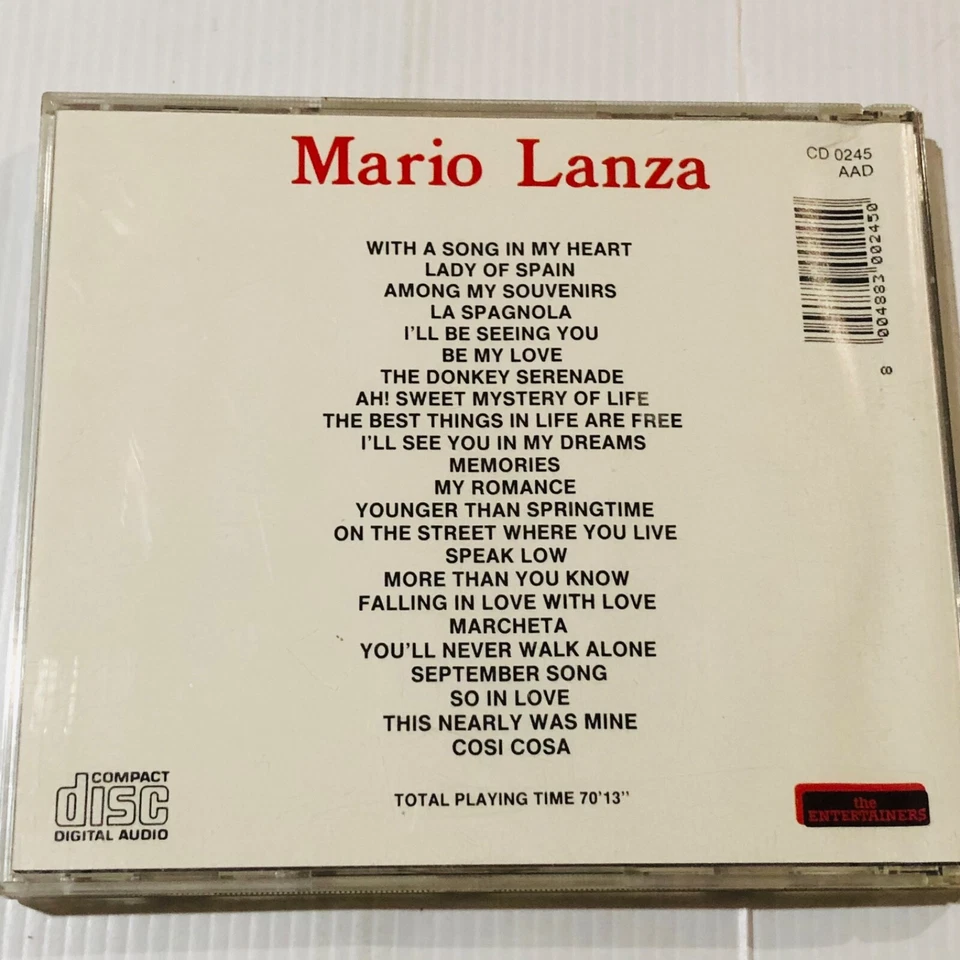 Mario Lanza
CD 0245
AAD
WITH A SONG IN MY HEART
LADY OF SPAIN
AMONG MY SOUVENIRS
LA SPAGNOLA
I'LL BE SEEING YOU
BE MY LOVE
THE DONKEY SERENADE
AH! SWEET MYSTERY OF LIFE
THE BEST THINGS IN LIFE ARE FREE
I'LL SEE YOU IN MY DREAMS
MEMORIES
MY ROMANCE
YOUNGER THAN SPRINGTIME
ON THE STREET WHERE YOU LIVE
SPEAK LOW
MORE THAN YOU KNOW
FALLING IN LOVE WITH LOVE
MARCHETA
YOU'LL NEVER WALK ALONE
SEPTEMBER SONG
SO IN LOVE
THIS NEARLY WAS MINE
COSI COSA
TOTAL PLAYING TIME 70'13"
004883 002450
8
COMPACT
disc
DIGITAL AUDIO
the
ENTERTAINERS